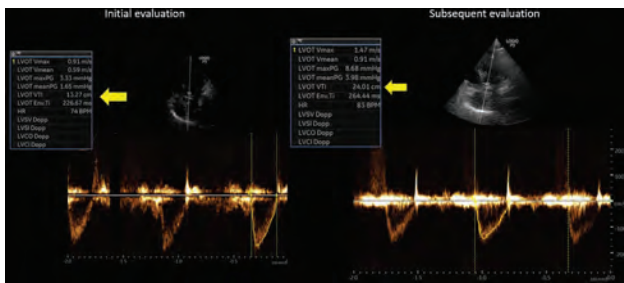 Initial evaluation
1 LVOT Vmax 0.91 m/s
LVOT Vmean 0.59 m/s
LVOT maxPG 3.33 mmHg
LVOT meanPG 1.65 mmHg
LVOT VTI 13.27 cm
LVOT Env.Ti 226.67 ms
HR 74 BPM
LVSV Dopp
LVSI Dopp
LVCO Dopp
LVCI Dopp
Subsequent evaluation
1 LVOT Vmax 1.47 m/s
LVOT Vmean 0.91 m/s
LVOT maxPG 8.68 mmHg
LVOT meanPG 3.98 mmHg
LVOT VTI 24.01 cm
LVOT Env.Ti 264.44 ms
HR 83 BPM
LVSV Dopp
LVSI Dopp
LVCO Dopp
LVCI Dopp